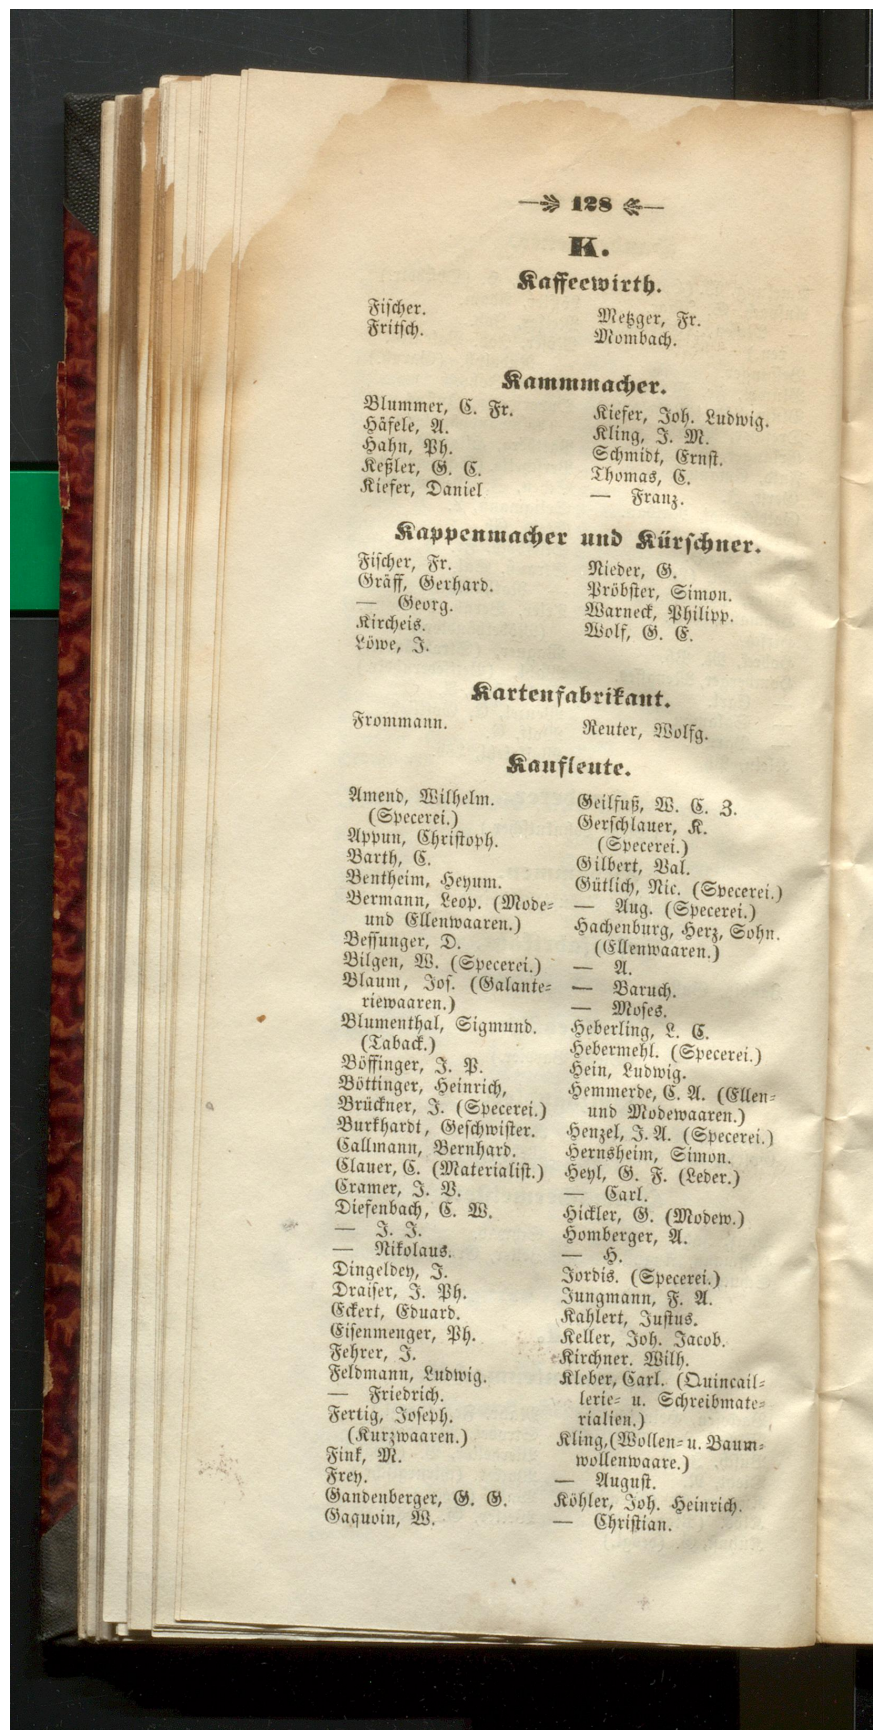 128
K.
Kaffeewirth.
Fischer.
Fritsch.
Metzger, Fr.
Mombach.
Kammmacher.
Blummer, C. Fr.
Häfele, A.
Hahn, Ph.
Keßler, G. C.
Kiefer, Daniel
Kiefer, Joh. Ludwig.
Kling, J. M.
Schmidt, Ernst.
Thomas, C.
— Franz.
Kappenmacher und Kürschner.
Fischer, Fr.
Gräff, Gerhard.
— Georg.
Kircheis.
Löwe, J.
Nieder, G.
Pröbster, Simon.
Warneck, Philipp.
Wolf, G. E.
Kartenfabrikant.
Frommann.
Reuter, Wolfg.
Kaufleute.
Amend, Wilhelm.
(Specerei.)
Appun, Christoph.
Barth, C.
Bentheim, Heyum.
Bermann, Leop. (Mode-
und Ellenwaaren.)
Bessunger, D.
Bilgen, W. (Specerei.)
Blaum, Jos. (Galante-
riewaaren.)
Blumenthal, Sigmund.
(Taback.)
Böffinger, J. P.
Böttinger, Heinrich,
Brückner, J. (Specerei.)
Burkhardt, Geschwister.
Callmann, Bernhard.
Clauer, C. (Materialist.)
Cramer, J. V.
Diefenbach, C. W.
— J. J.
— Nikolaus.
Dingeldey, J.
Draiser, J. Ph.
Eckert, Eduard.
Eisenmenger, Ph.
Fehrer, J.
Feldmann, Ludwig.
— Friedrich.
Fertig, Joseph.
(Kurzwaaren.)
Fink, M.
Frey.
Gandenberger, G. G.
Gaquoin, W.
Geilfuß, W. C. 3.
Gerschlauer, K.
(Specerei.)
Gilbert, Val.
Gütlich, Nic. (Specerei.)
— Aug. (Specerei.)
Hachenburg, Herz, Sohn.
(Ellenwaaren.)
— A.
— Baruch.
— Moses.
Heberling, L. C.
Hebermehl. (Specerei.)
Hein, Ludwig.
Hemmerde, C. A. (Ellen-
und Modewaaren.)
Henzel, J. A. (Specerei.)
Hernsheim, Simon.
Heyl, G. F. (Leder.)
— Carl.
Hickler, G. (Modew.)
Homberger, A.
— H.
Jordis. (Specerei.)
Jungmann, F. A.
Kahlert, Justus.
Keller, Joh. Jacob.
Kirchner. Wilh.
Kleber, Carl. (Quincail-
lerie- u. Schreibmate-
rialien.)
Kling, (Wollen- u. Baum-
wollenwaare.)
— August.
Köhler, Joh. Heinrich.
— Christian.